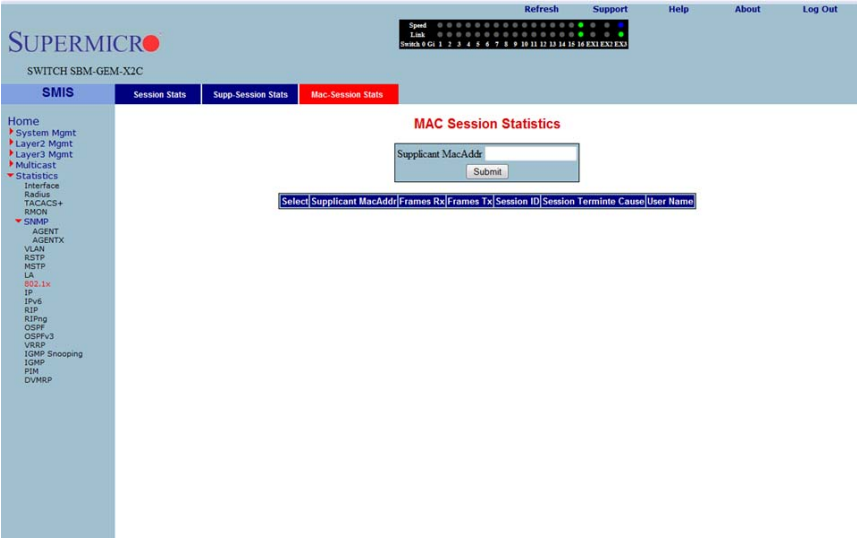 Refresh Support Help About Log Out
SUPERMICRO
Speed
Link
Switch 0 Gi 1 2 3 4 5 6 7 8 9 10 11 12 13 14 15 16 EX1 EX2 EX3
SWITCH SBM-GEM-X2C
SMIS
Session Stats Supp-Session Stats Mac-Session Stats
Home
System Mgmt
Layer2 Mgmt
Layer3 Mgmt
Multicast
Statistics
Interface
Radius
TACACS+
RMON
SNMP
AGENT
AGENTX
VLAN
RSTP
MSTP
LA
802.1x
IP
IPv6
RIP
RIPng
OSPF
OSPFv3
VRRP
IGMP Snooping
IGMP
PIM
DVMRP
MAC Session Statistics
Supplicant MacAddr
Submit
Select Supplicant MacAddr Frames Rx Frames Tx Session ID Session Terminte Cause User Name